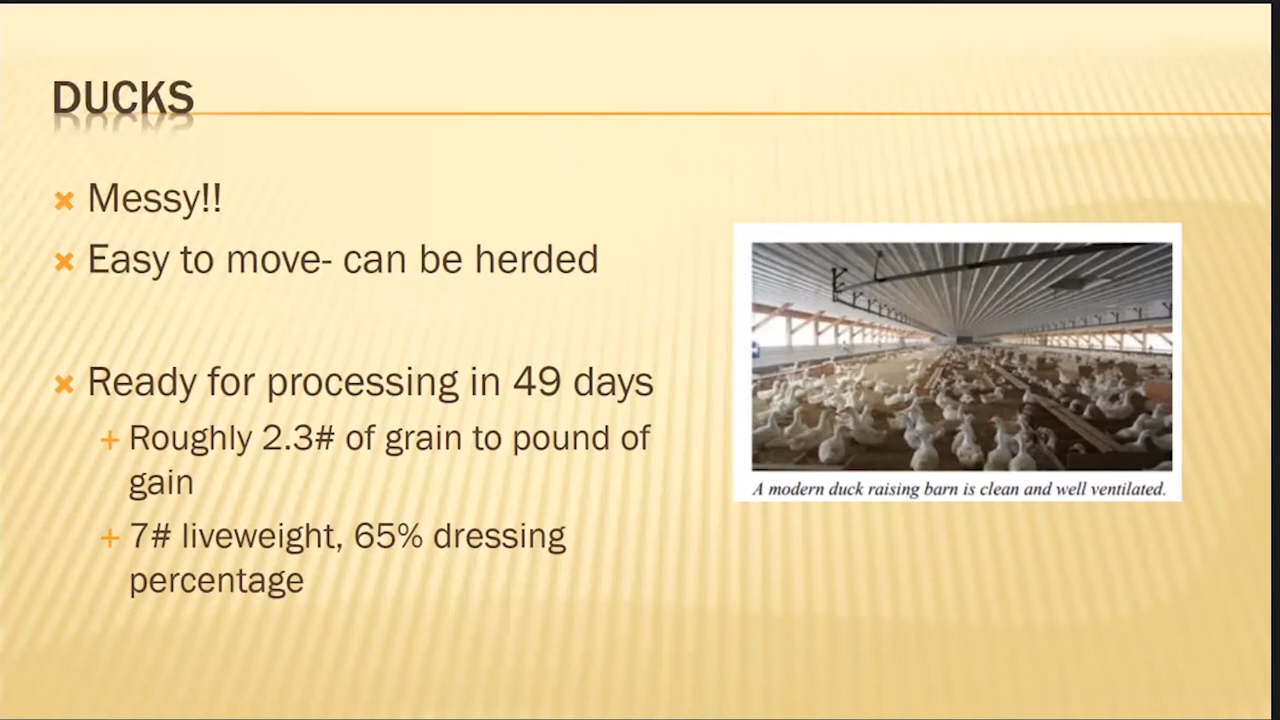 DUCKS
Messy!!
Easy to move- can be herded
Ready for processing in 49 days
Roughly 2.3# of grain to pound of
gain
7# liveweight, 65% dressing
percentage
A modern duck raising barn is clean and well ventilated.